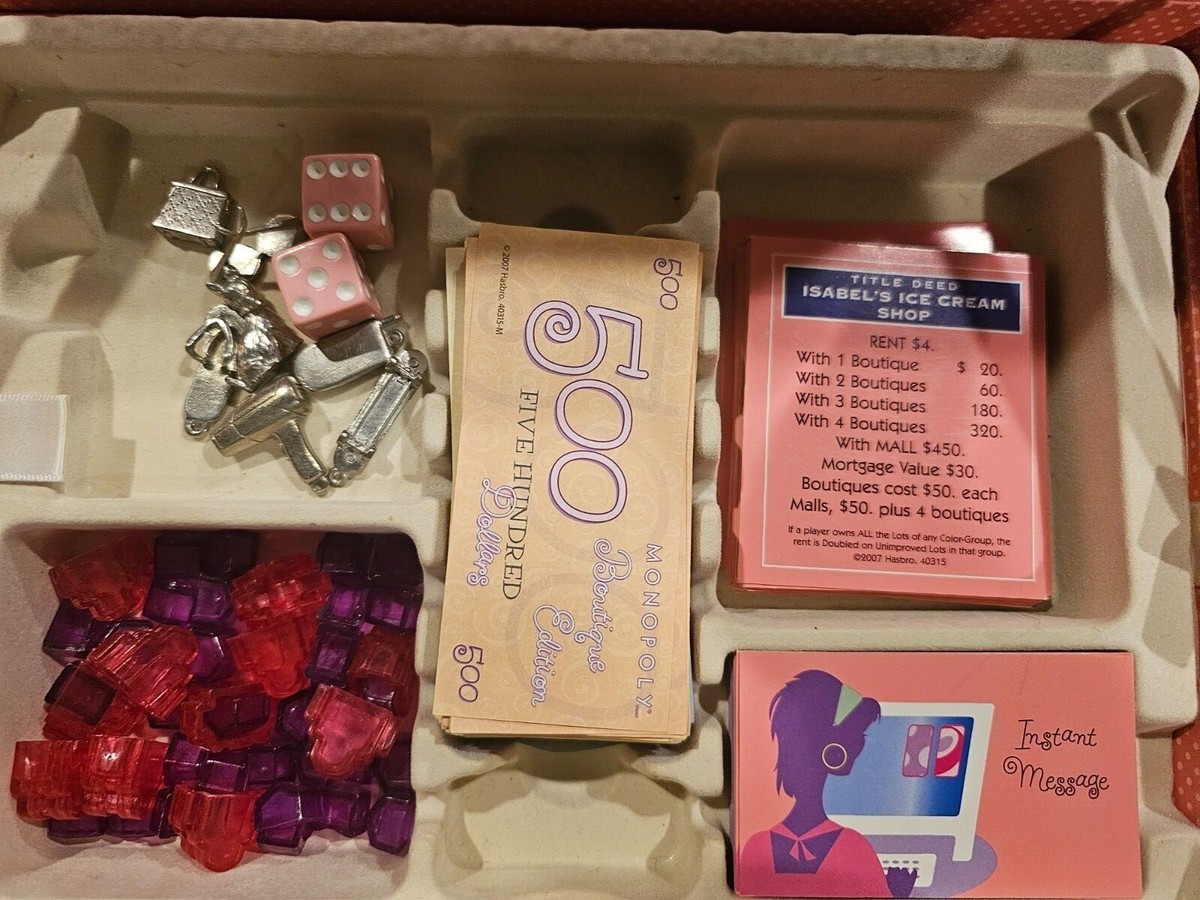 © 2007 Hasbro, 40315-M
500
500
FIVE HUNDRED
Dollars
MONOPOLY®
Boutique
Edition
500
TITLE DEED
ISABEL'S ICE CREAM
SHOP
RENT $4.
With 1 Boutique $ 20.
With 2 Boutiques 60.
With 3 Boutiques 180.
With 4 Boutiques 320.
With MALL $450.
Mortgage Value $30.
Boutiques cost $50. each
Malls, $50. plus 4 boutiques
If a player owns ALL the Lots of any Color-Group, the
rent is Doubled on Unimproved Lots in that group.
©2007 Hasbro, 40315
Instant
Message